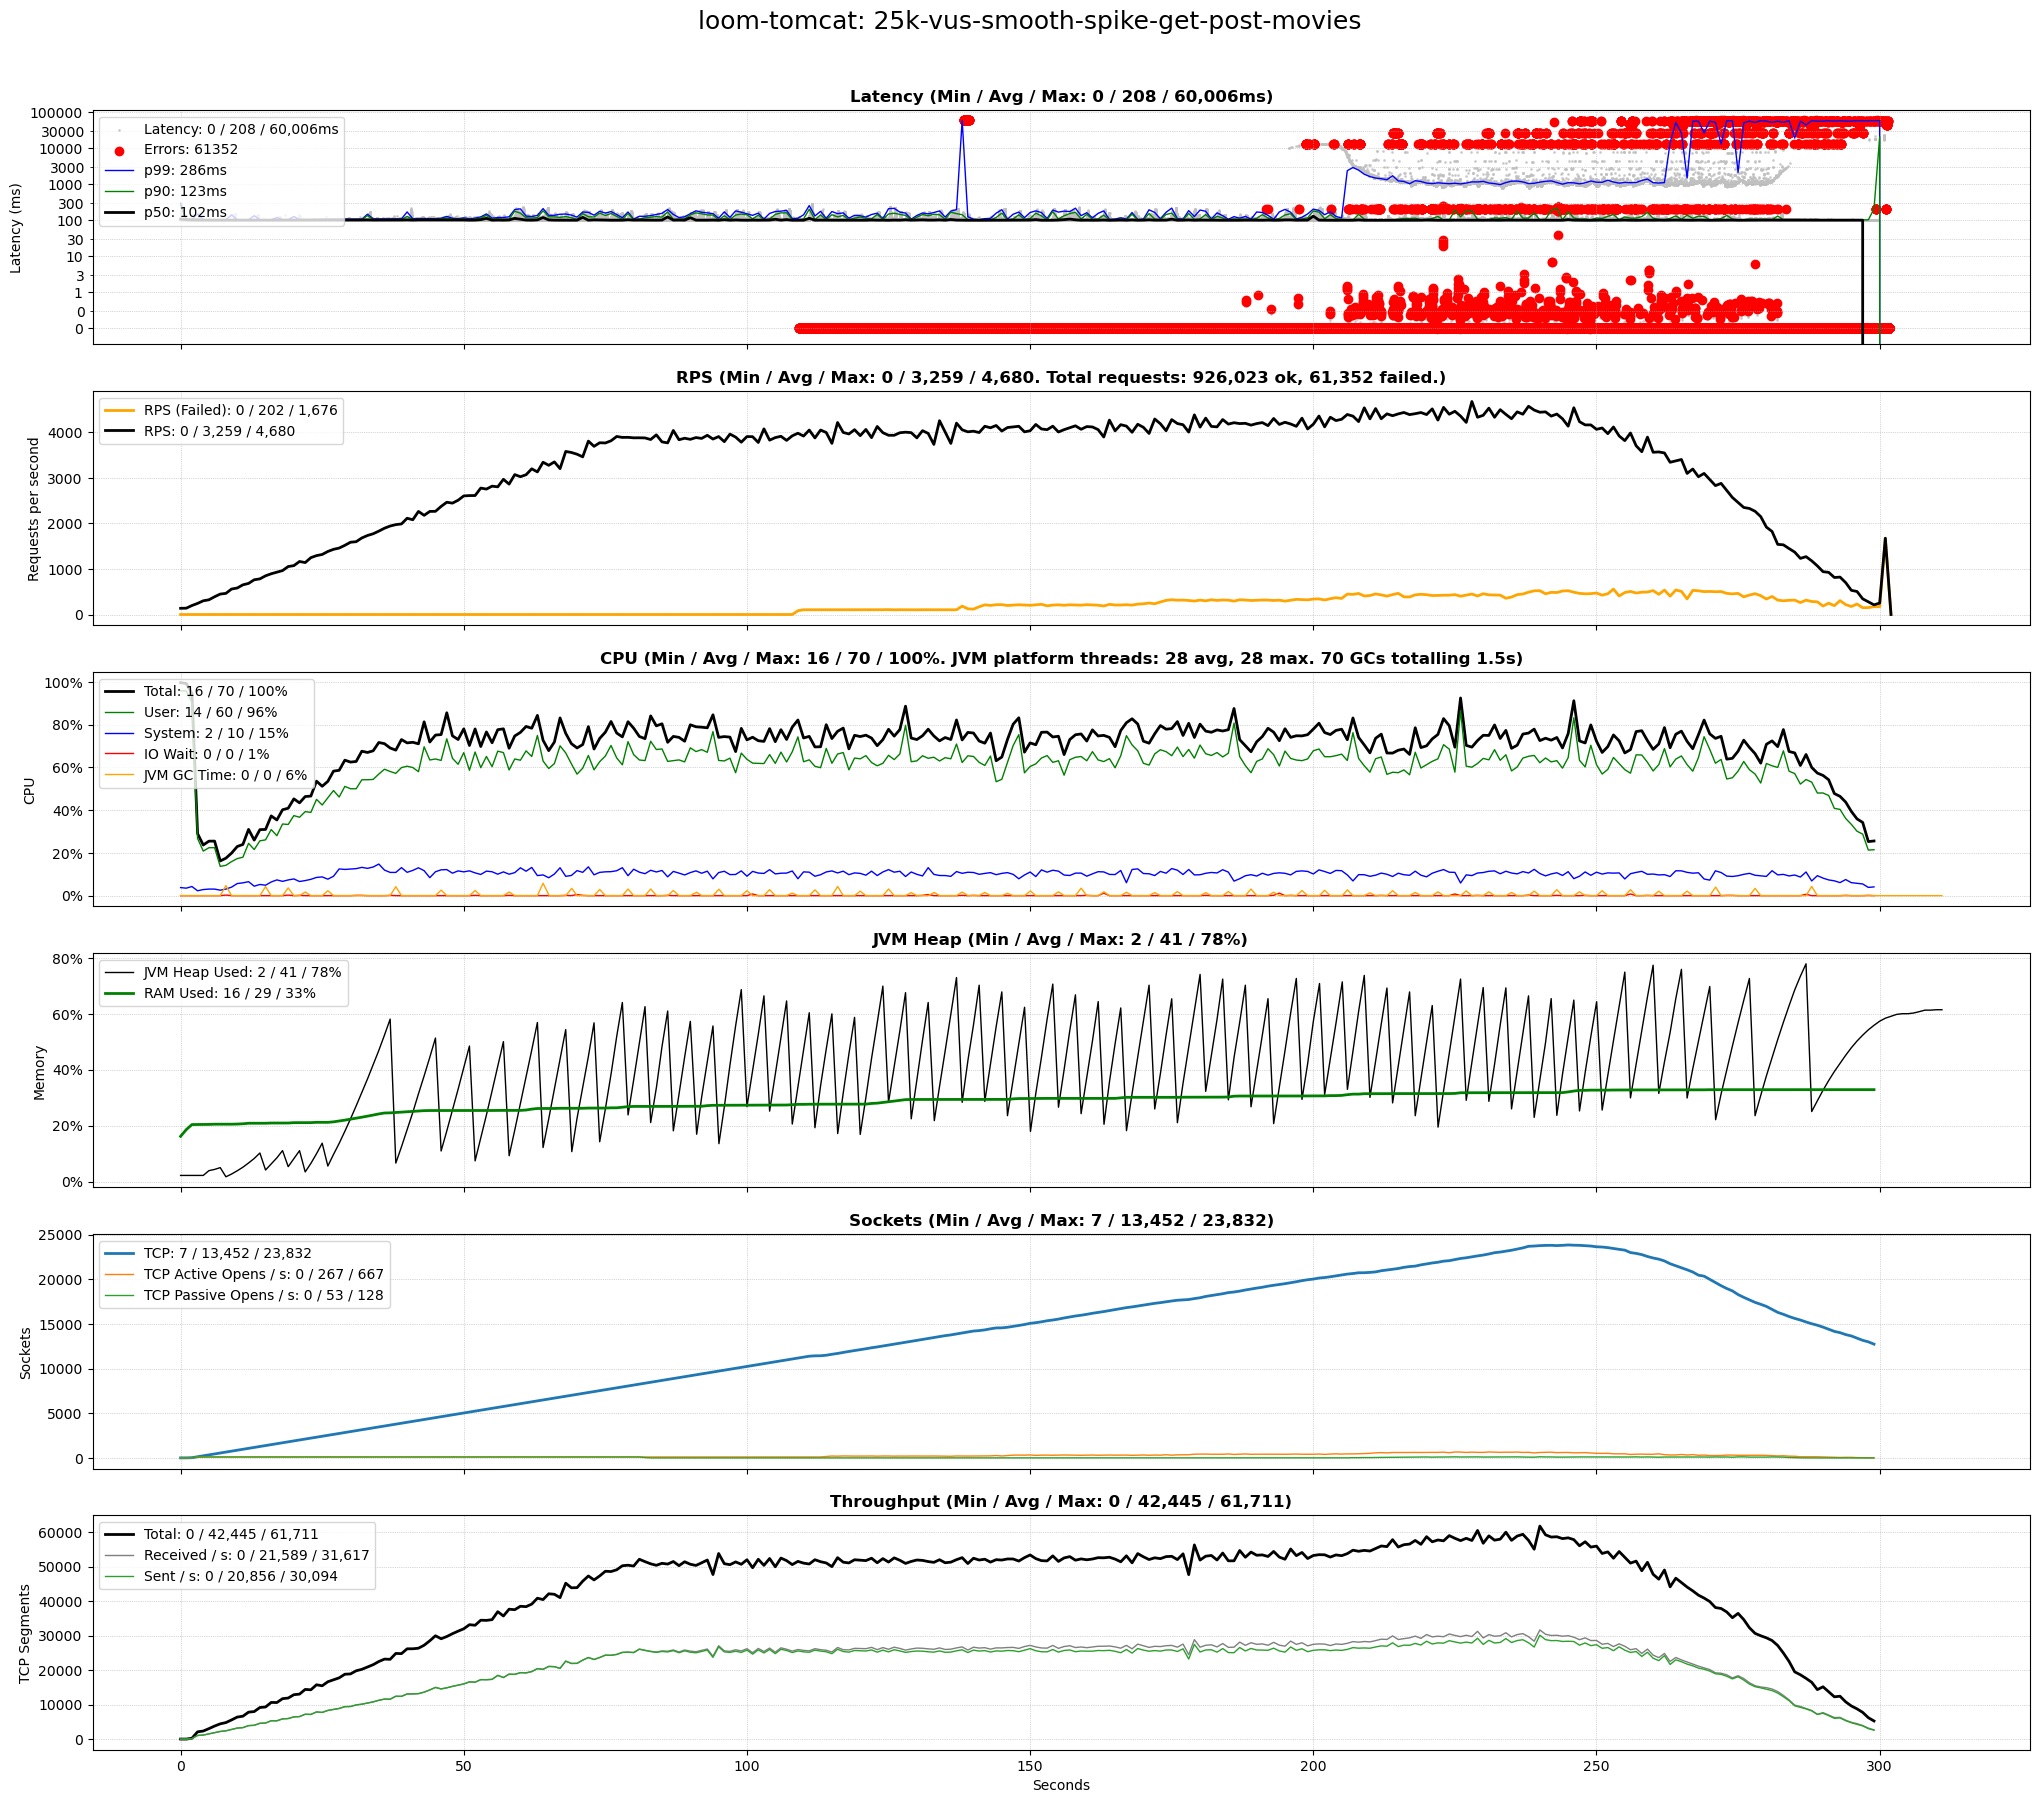 loom-tomcat: 25k-vus-smooth-spike-get-post-movies
Latency (Min / Avg / Max: 0 / 208 / 60,006ms)
Latency (ms)
100000
30000
10000
3000
1000
300
100
30
10
3
1
0
0
Latency: 0 / 208 / 60,006ms
Errors: 61352
p99: 286ms
p90: 123ms
p50: 102ms
RPS (Min / Avg / Max: 0 / 3,259 / 4,680. Total requests: 926,023 ok, 61,352 failed.)
Requests per second
4000
3000
2000
1000
0
RPS (Failed): 0 / 202 / 1,676
RPS: 0 / 3,259 / 4,680
CPU (Min / Avg / Max: 16 / 70 / 100%. JVM platform threads: 28 avg, 28 max. 70 GCs totalling 1.5s)
CPU
100%
80%
60%
40%
20%
0%
Total: 16 / 70 / 100%
User: 14 / 60 / 96%
System: 2 / 10 / 15%
IO Wait: 0 / 0 / 1%
JVM GC Time: 0 / 0 / 6%
JVM Heap (Min / Avg / Max: 2 / 41 / 78%)
Memory
80%
60%
40%
20%
0%
JVM Heap Used: 2 / 41 / 78%
RAM Used: 16 / 29 / 33%
Sockets (Min / Avg / Max: 7 / 13,452 / 23,832)
Sockets
25000
20000
15000
10000
5000
0
TCP: 7 / 13,452 / 23,832
TCP Active Opens / s: 0 / 267 / 667
TCP Passive Opens / s: 0 / 53 / 128
Throughput (Min / Avg / Max: 0 / 42,445 / 61,711)
TCP Segments
60000
50000
40000
30000
20000
10000
0
Total: 0 / 42,445 / 61,711
Received / s: 0 / 21,589 / 31,617
Sent / s: 0 / 20,856 / 30,094
0 50 100 150 200 250 300
Seconds